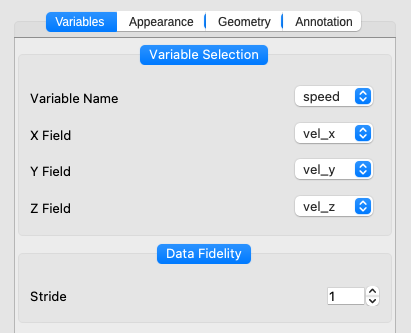 Variables Appearance Geometry Annotation
Variable Selection
Variable Name speed
X Field vel_x
Y Field vel_y
Z Field vel_z
Data Fidelity
Stride 1